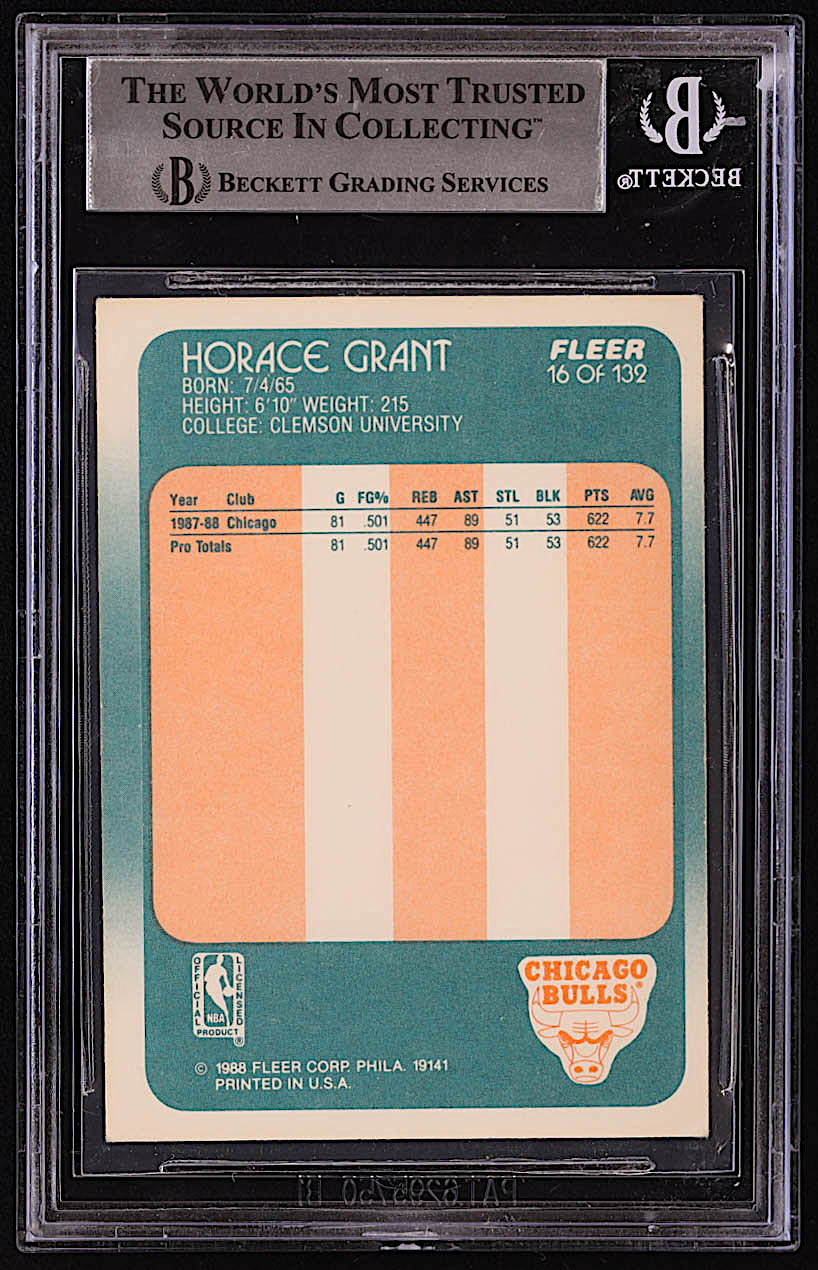 THE WORLD'S MOST TRUSTED
SOURCE IN COLLECTING™
B BECKETT GRADING SERVICES
B
BECKETT®
HORACE GRANT
BORN: 7/4/65
HEIGHT: 6'10" WEIGHT: 215
COLLEGE: CLEMSON UNIVERSITY
FLEER
16 OF 132
Year Club G FG% REB AST STL BLK PTS AVG
1987-88 Chicago 81 .501 447 89 51 53 622 7.7
Pro Totals 81 .501 447 89 51 53 622 7.7
OFFICIAL LICENSED
NBA
PRODUCT ®
CHICAGO
BULLS®
© 1988 FLEER CORP. PHILA. 19141
PRINTED IN U.S.A.